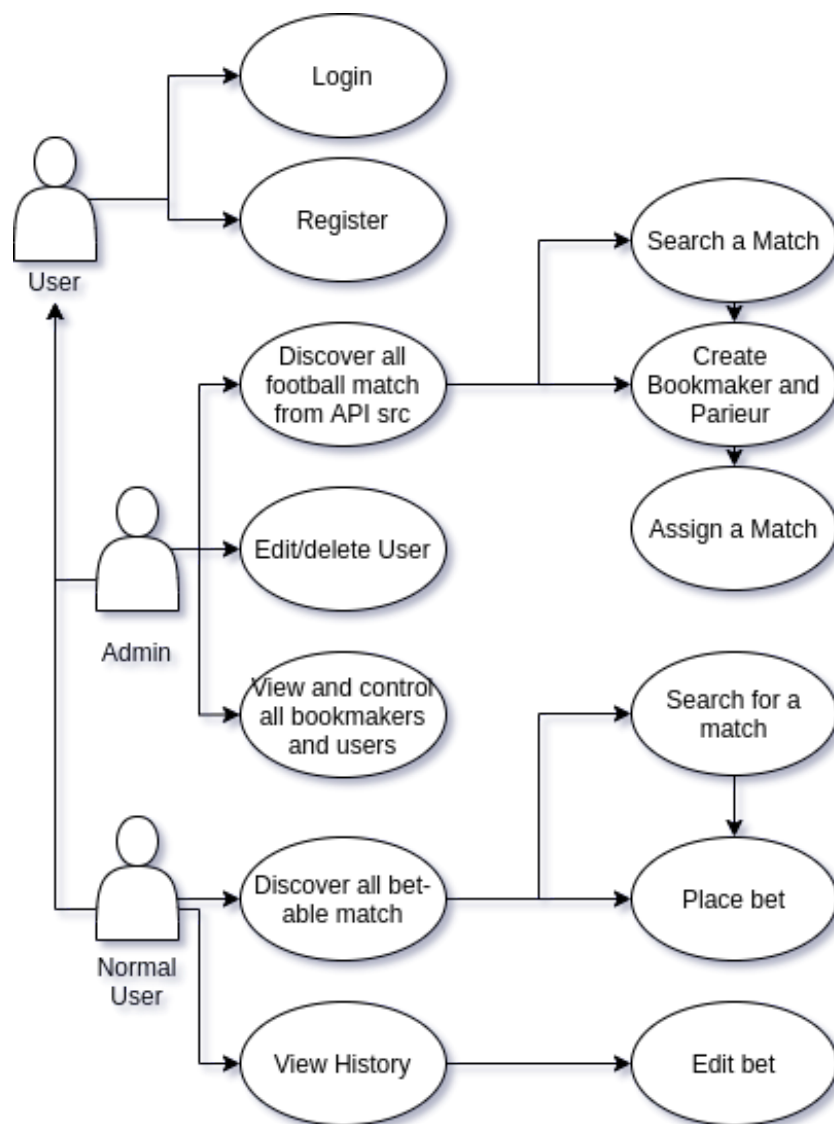 Login
Register
User
Search a Match
Discover all
football match
from API src
Create
Bookmaker and
Parieur
Edit/delete User
Assign a Match
Admin
View and control
all bookmakers
and users
Search for a
match
Discover all bet-
able match
Place bet
Normal
User
View History
Edit bet